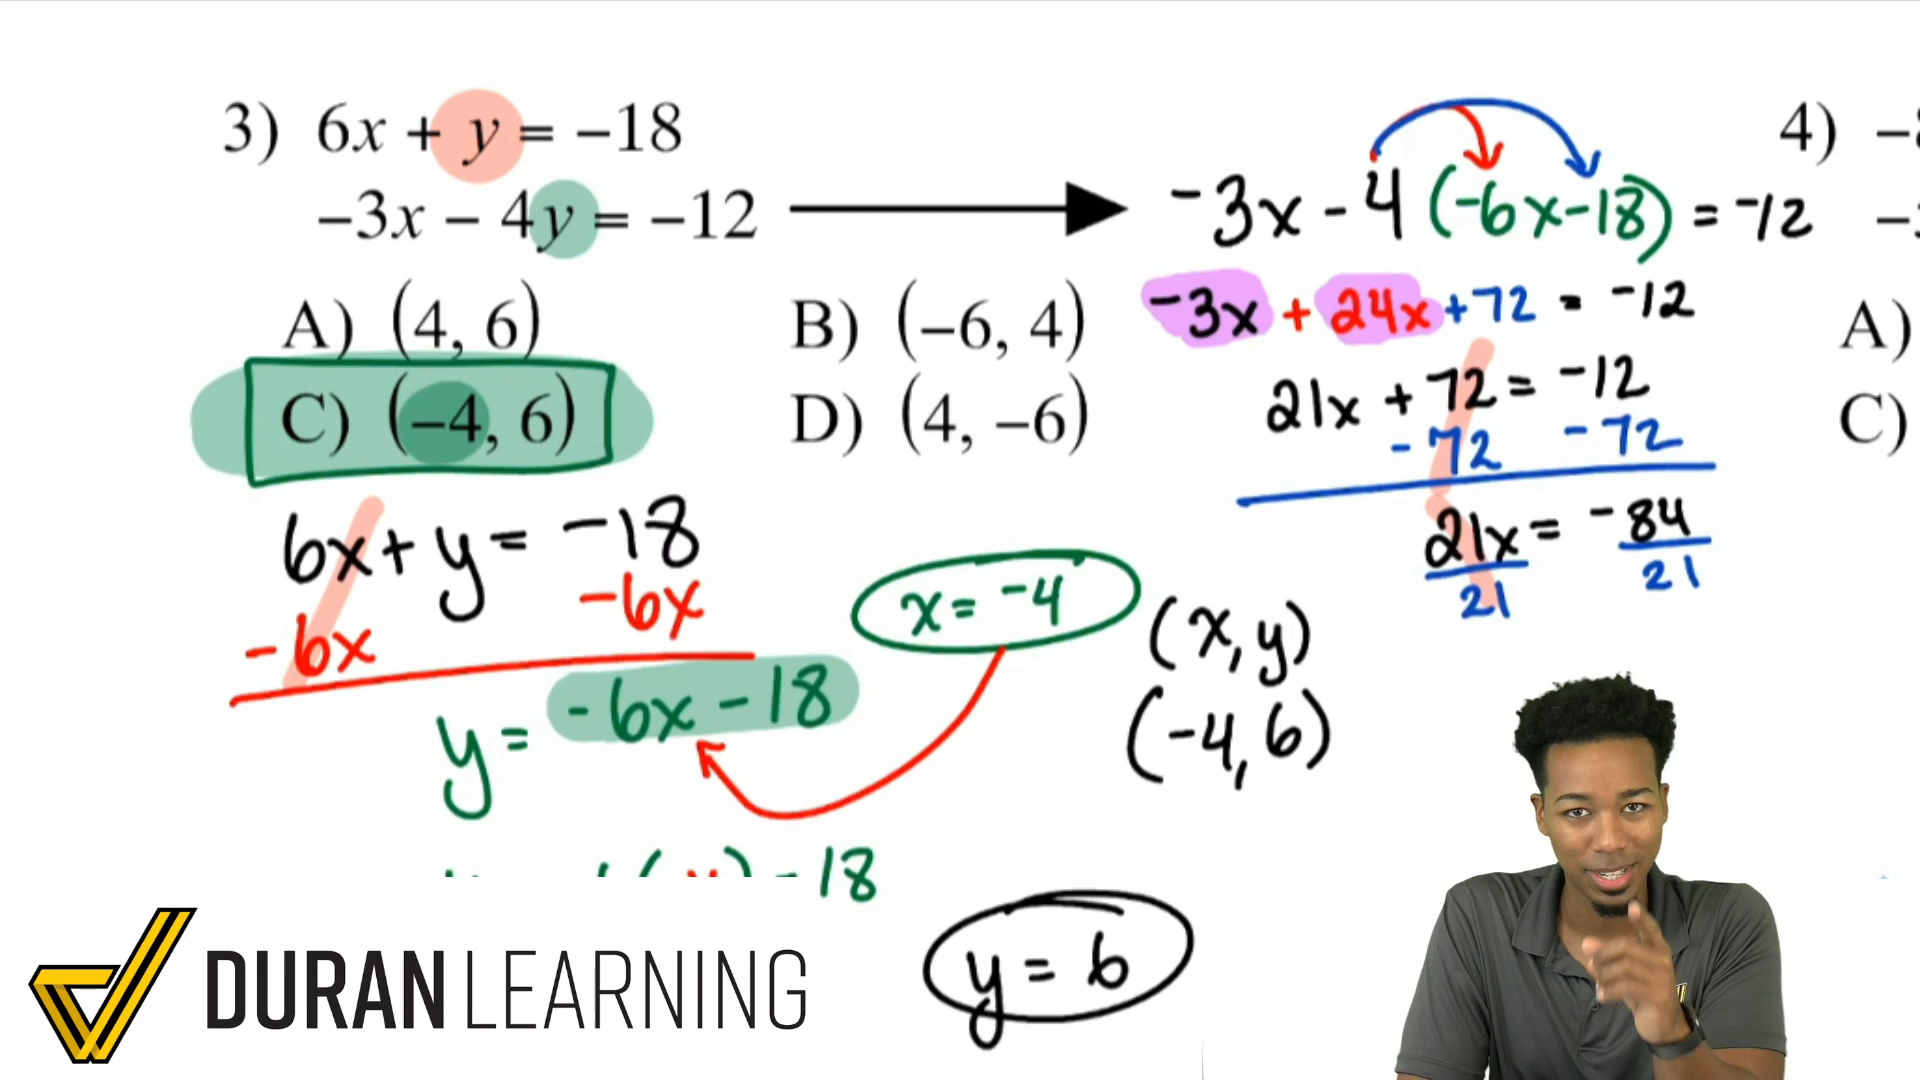 3) 6x + y = −18
−3x − 4y = −12
A) (4, 6)
B) (−6, 4)
C) (−4, 6)
D) (4, −6)
6x + y = -18
-6x -6x
y = -6x - 18
) - 18
x = -4
-3x - 4(-6x-18) = -12
-3x + 24x + 72 = -12
21x + 72 = -12
-72 -72
21x = -84
21 21
(x, y)
(-4, 6)
y = 6
4)
A)
C)
DURAN LEARNING